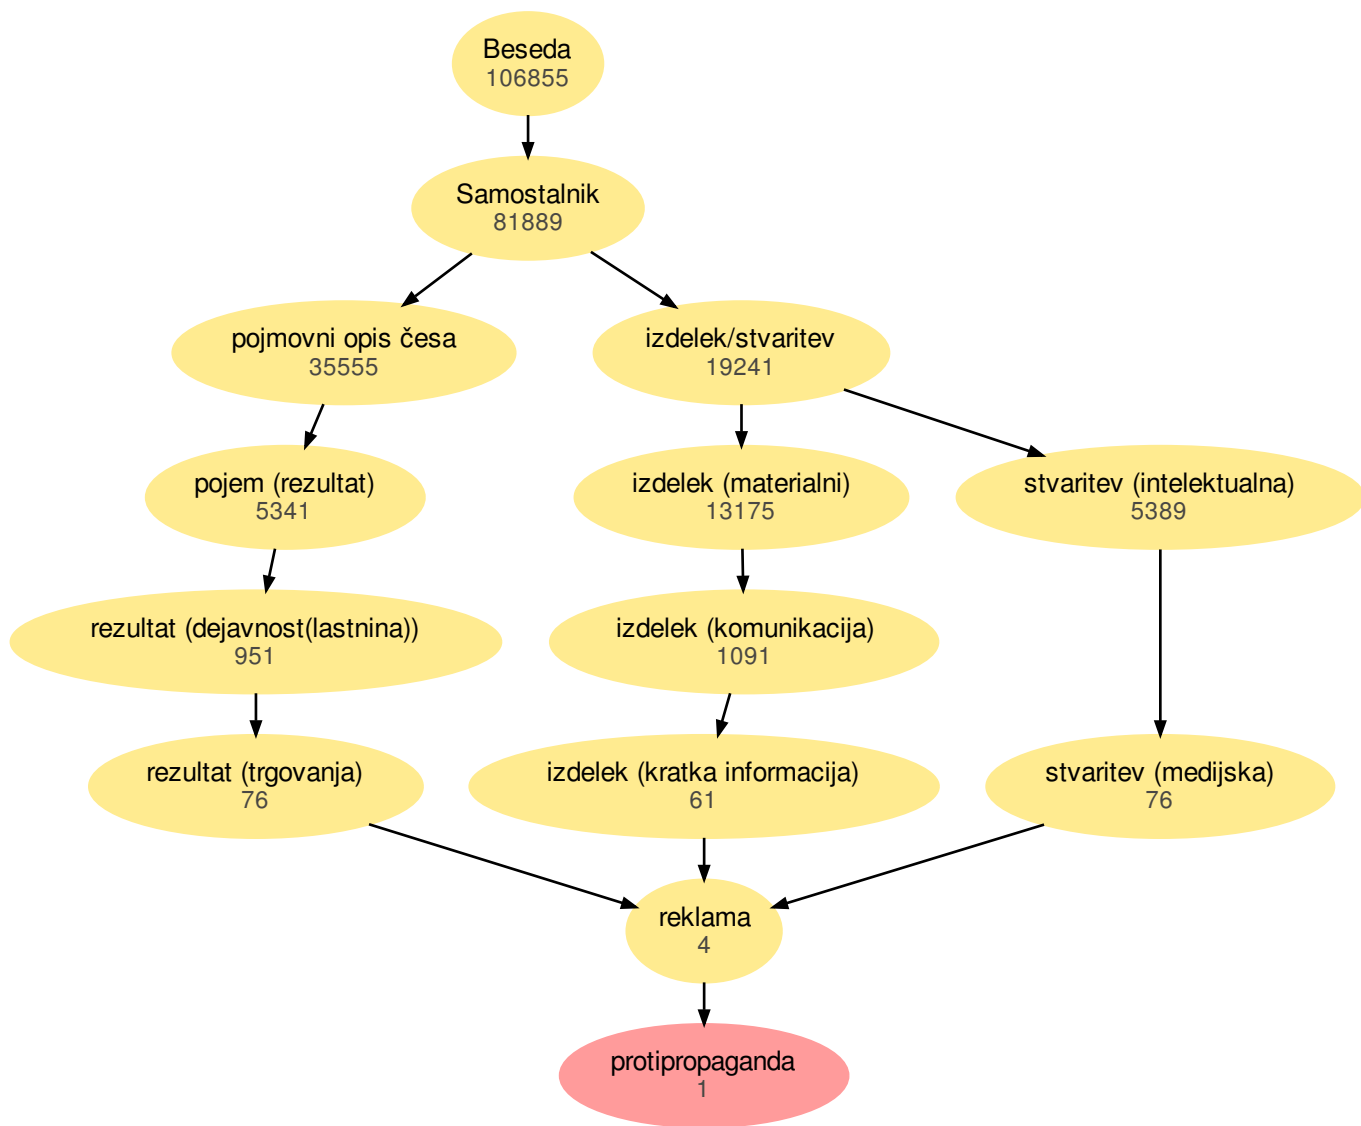 Beseda
106855
Samostalnik
81889
pojmovni opis česa
35555
izdelek/stvaritev
19241
pojem (rezultat)
5341
izdelek (materialni)
13175
stvaritev (intelektualna)
5389
rezultat (dejavnost(lastnina))
951
izdelek (komunikacija)
1091
rezultat (trgovanja)
76
izdelek (kratka informacija)
61
stvaritev (medijska)
76
reklama
4
protipropaganda
1